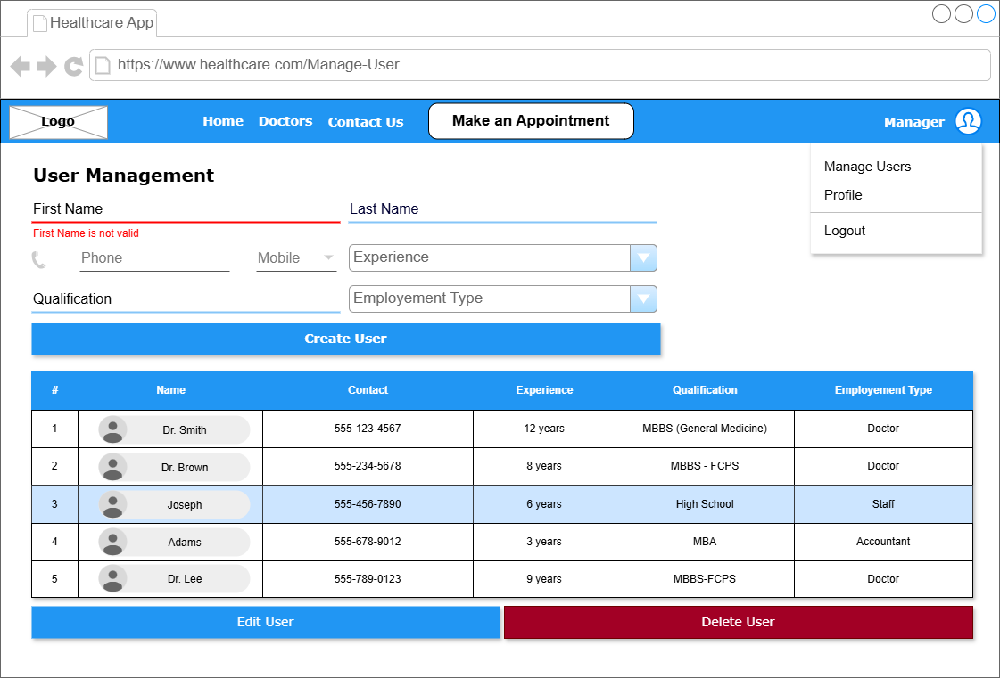 Healthcare App
https://www.healthcare.com/Manage-User
Logo Home Doctors Contact Us Make an Appointment Manager
Manage Users
Profile
Logout
User Management
First Name Last Name
First Name is not valid
Phone Mobile Experience
Qualification Employement Type
Create User
# Name Contact Experience Qualification Employement Type
1 Dr. Smith 555-123-4567 12 years MBBS (General Medicine) Doctor
2 Dr. Brown 555-234-5678 8 years MBBS - FCPS Doctor
3 Joseph 555-456-7890 6 years High School Staff
4 Adams 555-678-9012 3 years MBA Accountant
5 Dr. Lee 555-789-0123 9 years MBBS-FCPS Doctor
Edit User Delete User